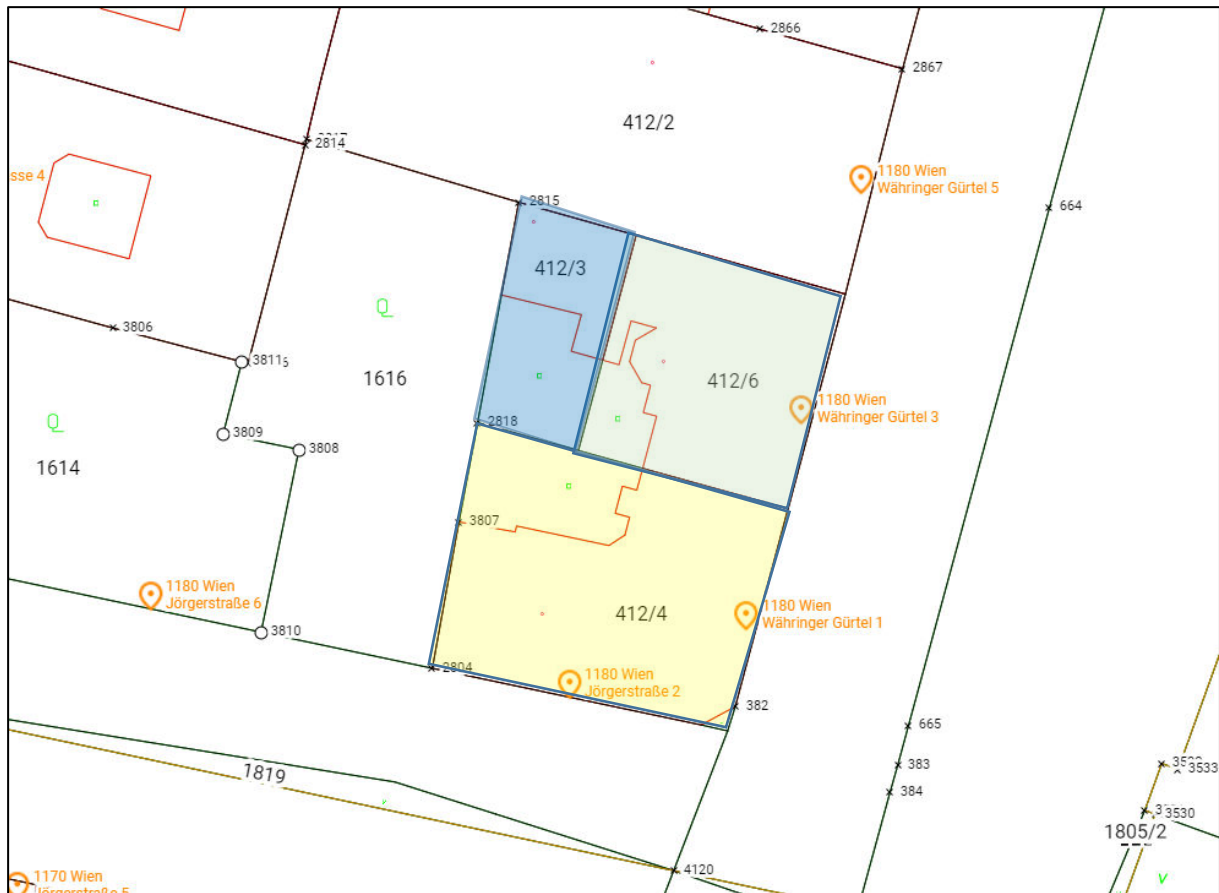 2866
2867
412/2
2814
1180 Wien
Währinger Gürtel 5
sse 4
2815
664
412/3
Q
3806
3811
1616
412/6
1180 Wien
Währinger Gürtel 3
Q
2818
3809
3808
1614
3807
1180 Wien
Jörgerstraße 6
412/4
1180 Wien
Währinger Gürtel 1
3810
2804
1180 Wien
Jörgerstraße 2
382
665
383
3533
1819
384
3530
1805/2
4120
1170 Wien
Jörgerstraße 5
v